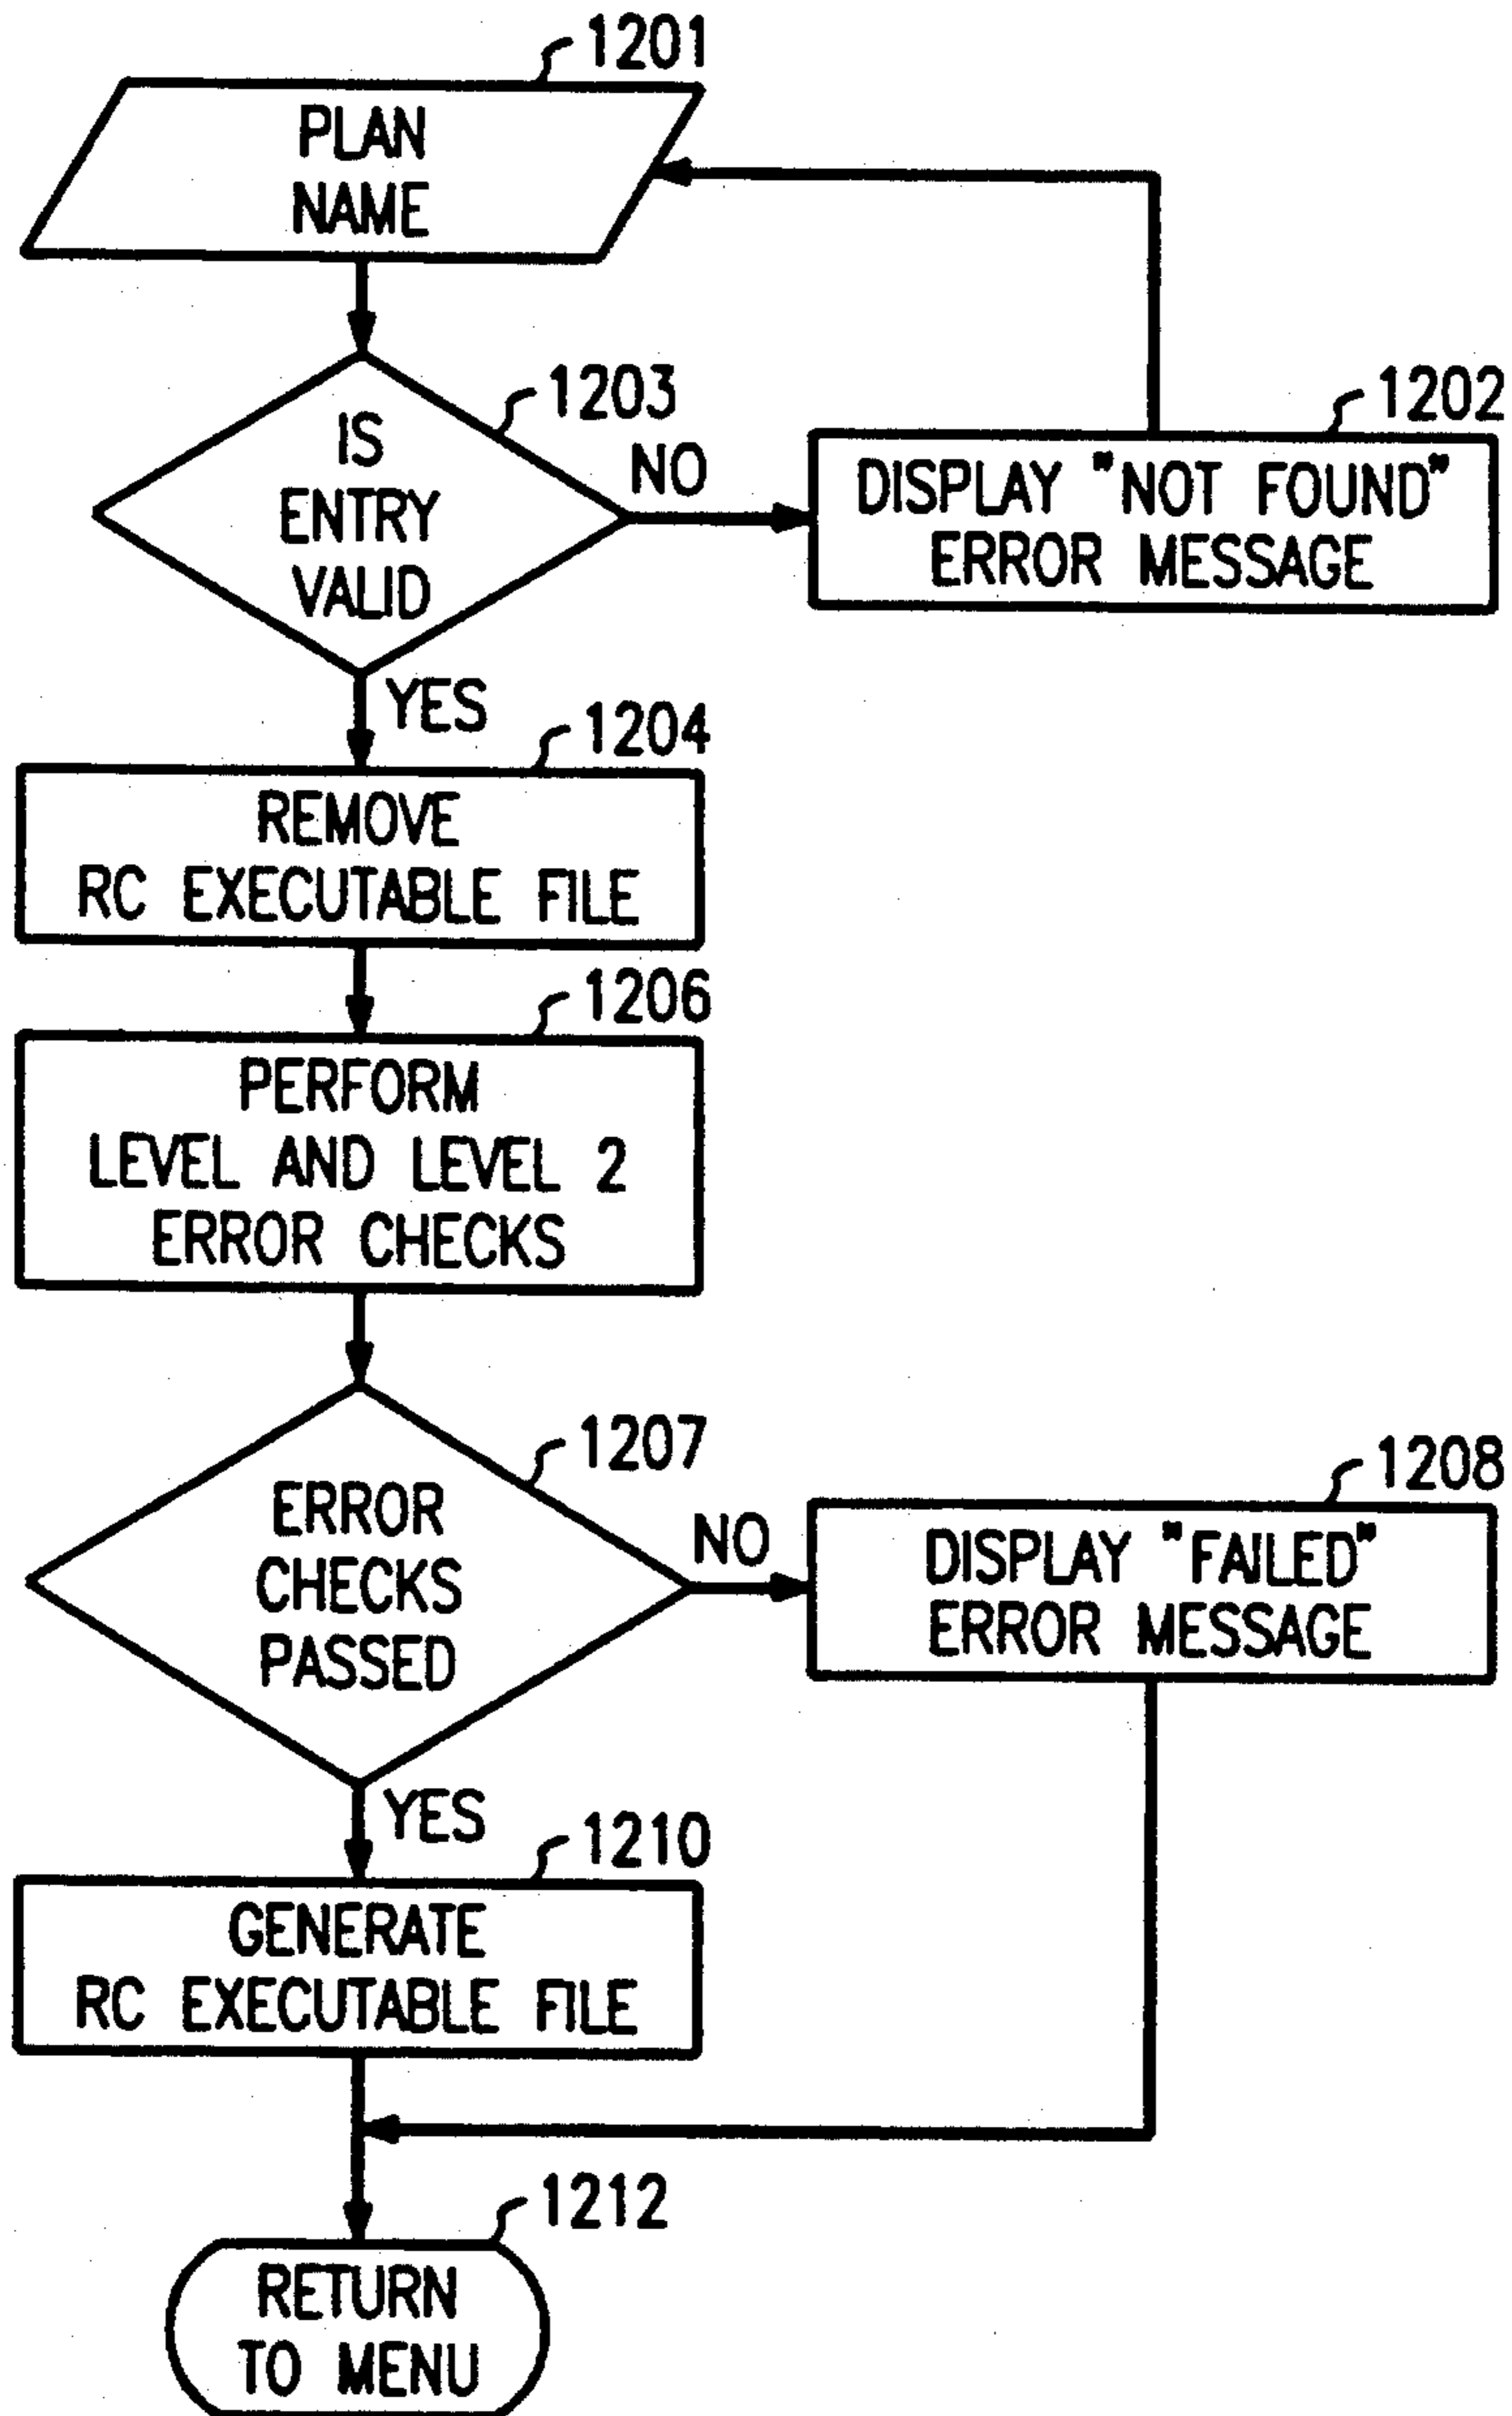 1201
PLAN
NAME
1203
IS
ENTRY
VALID
NO
1202
DISPLAY "NOT FOUND"
ERROR MESSAGE
YES
1204
REMOVE
RC EXECUTABLE FILE
1206
PERFORM
LEVEL AND LEVEL 2
ERROR CHECKS
1207
ERROR
CHECKS
PASSED
NO
1208
DISPLAY "FAILED"
ERROR MESSAGE
YES
1210
GENERATE
RC EXECUTABLE FILE
1212
RETURN
TO MENU